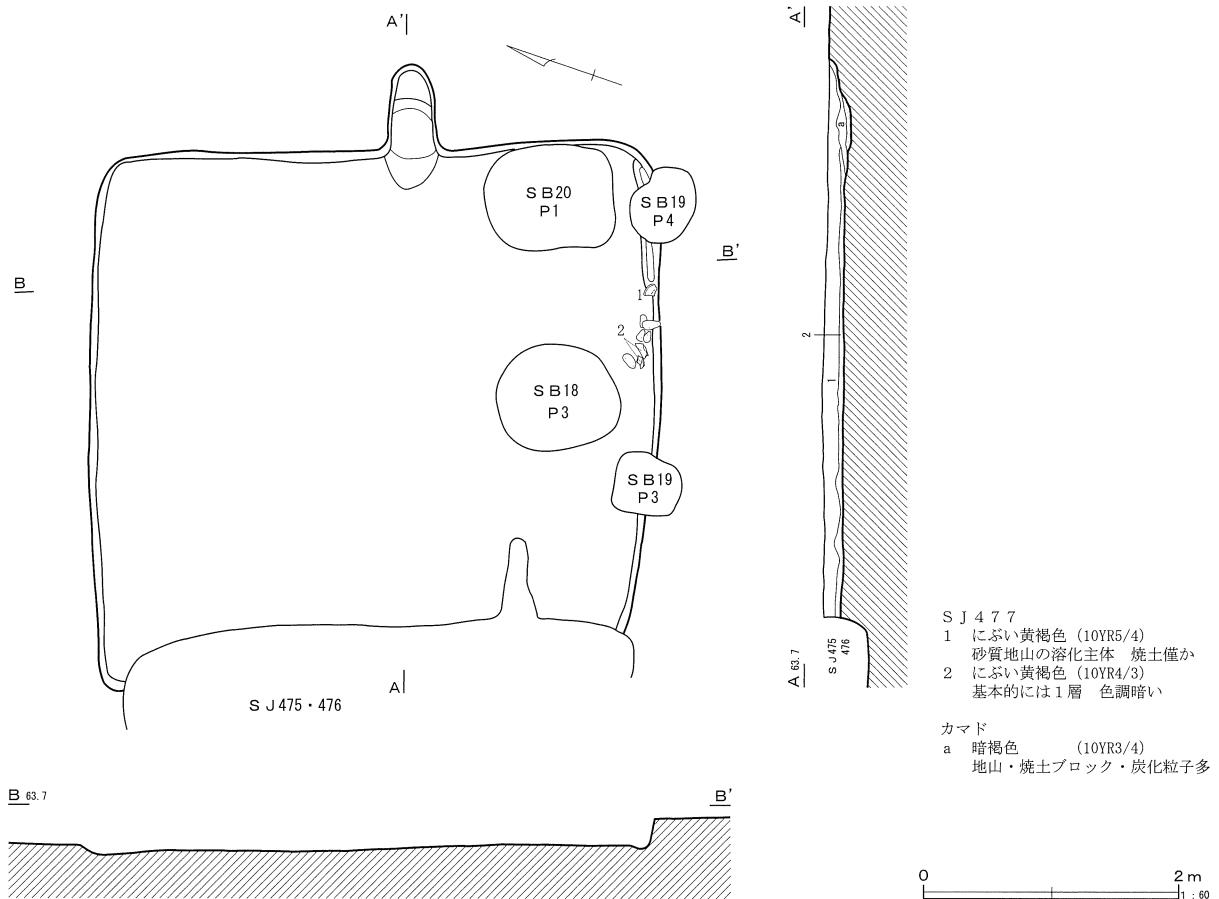 A'
A'
SB20
P1
SB19
P4
B'
B
1
2
SB18
P3
SB19
P3
A
SJ475・476
a
2
1
A 63.7
SJ475
476
SJ477
1 にぶい黄褐色 (10YR5/4)
砂質地山の溶化主体 焼土僅か
2 にぶい黄褐色 (10YR4/3)
基本的には1層 色調暗い
カマド
a 暗褐色 (10YR3/4)
地山・焼土ブロック・炭化粒子多
B 63.7
B'
0 2m
1:60